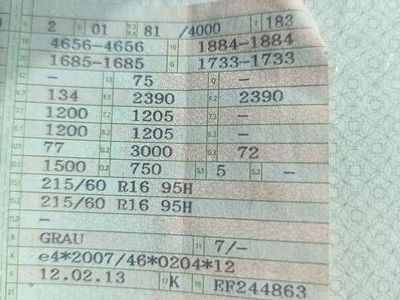 2 01 81 /4000 183
4656-4656 1884-1884
1685-1685 1733-1733
- 75 -
134 2390 2390
1200 1205 -
1200 1205 -
77 3000 72
1500 750 5 -
215/60 R16 95H
215/60 R16 95H
-
GRAU 7/-
e4*2007/46*0204*12
12.02.13 K EF244863